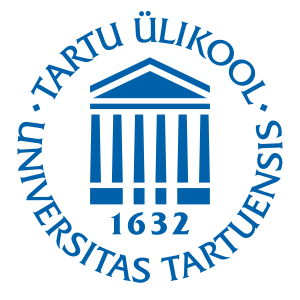 · TARTU ÜLIKOOL ·
1632
UNIVERSITAS TARTUENSIS